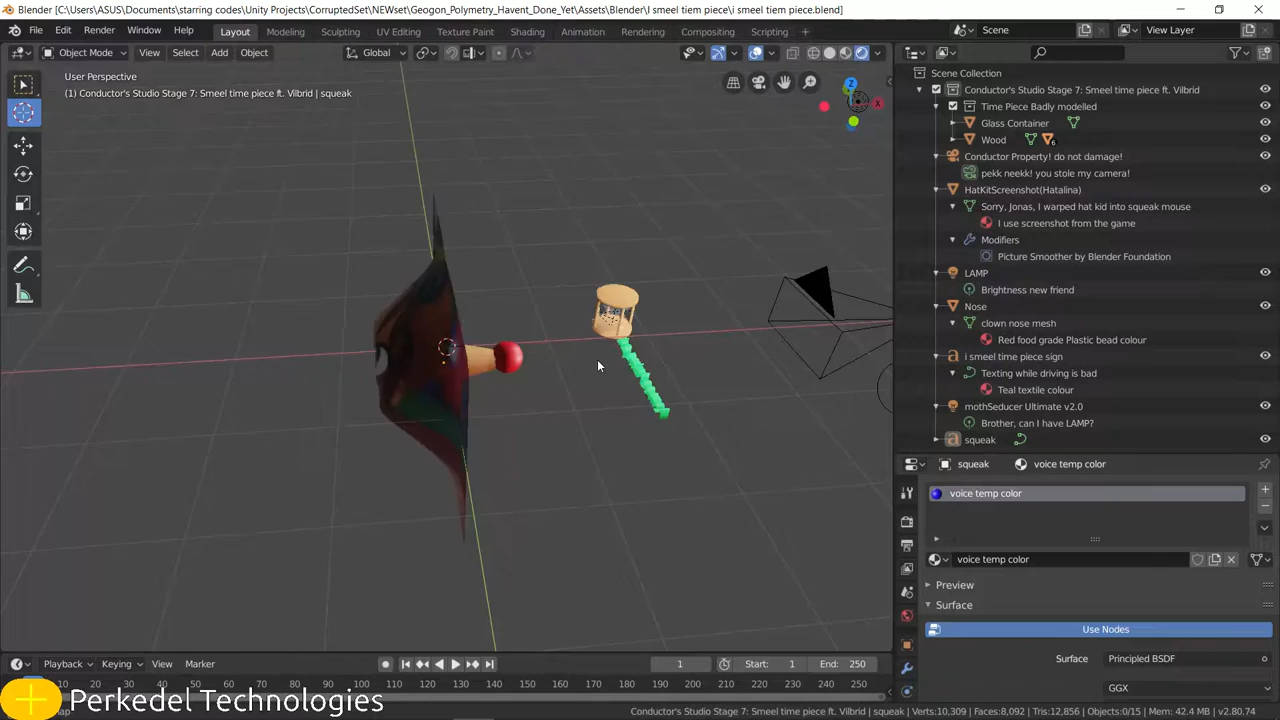 Blender [C:\Users\ASUS\Documents\starring codes\Unity Projects\CorruptedSet\NEWset\Geogon_Polymetry_Havent_Done_Yet\Assets\Blender\I smeel tiem piece\i smeel tiem piece.blend]
File Edit Render Window Help Layout Modeling Sculpting UV Editing Texture Paint Shading Animation Rendering Compositing Scripting Scene View Layer
Object Mode View Select Add Object Global
User Perspective
(1) Conductor's Studio Stage 7: Smeel time piece ft. Vilbrid | squeak
Z
X
Scene Collection
Conductor's Studio Stage 7: Smeel time piece ft. Vilbrid
Time Piece Badly modelled
Glass Container
Wood 6
Conductor Property! do not damage!
pekk neekk! you stole my camera!
HatKitScreenshot(Hatalina)
Sorry, Jonas, I warped hat kid into squeak mouse
I use screenshot from the game
Modifiers
Picture Smoother by Blender Foundation
LAMP
Brightness new friend
Nose
clown nose mesh
Red food grade Plastic bead colour
i smeel time piece sign
Texting while driving is bad
Teal textile colour
mothSeducer Ultimate v2.0
Brother, can I have LAMP?
squeak
squeak voice temp color
voice temp color
voice temp color
Preview
Surface
Use Nodes
Surface Principled BSDF
GGX
Playback Keying View Marker 1 Start: 1 End: 250
100 110 120 130 140 150 160 170 180 190 200 210 220 230 240 250
Perkedel Technologies
Conductor's Studio Stage 7: Smeel time piece ft. Vilbrid | squeak | Verts:10,309 | Faces:8,092 | Tris:12,856 | Objects:0/15 | Mem: 42.4 MB | v2.80.74